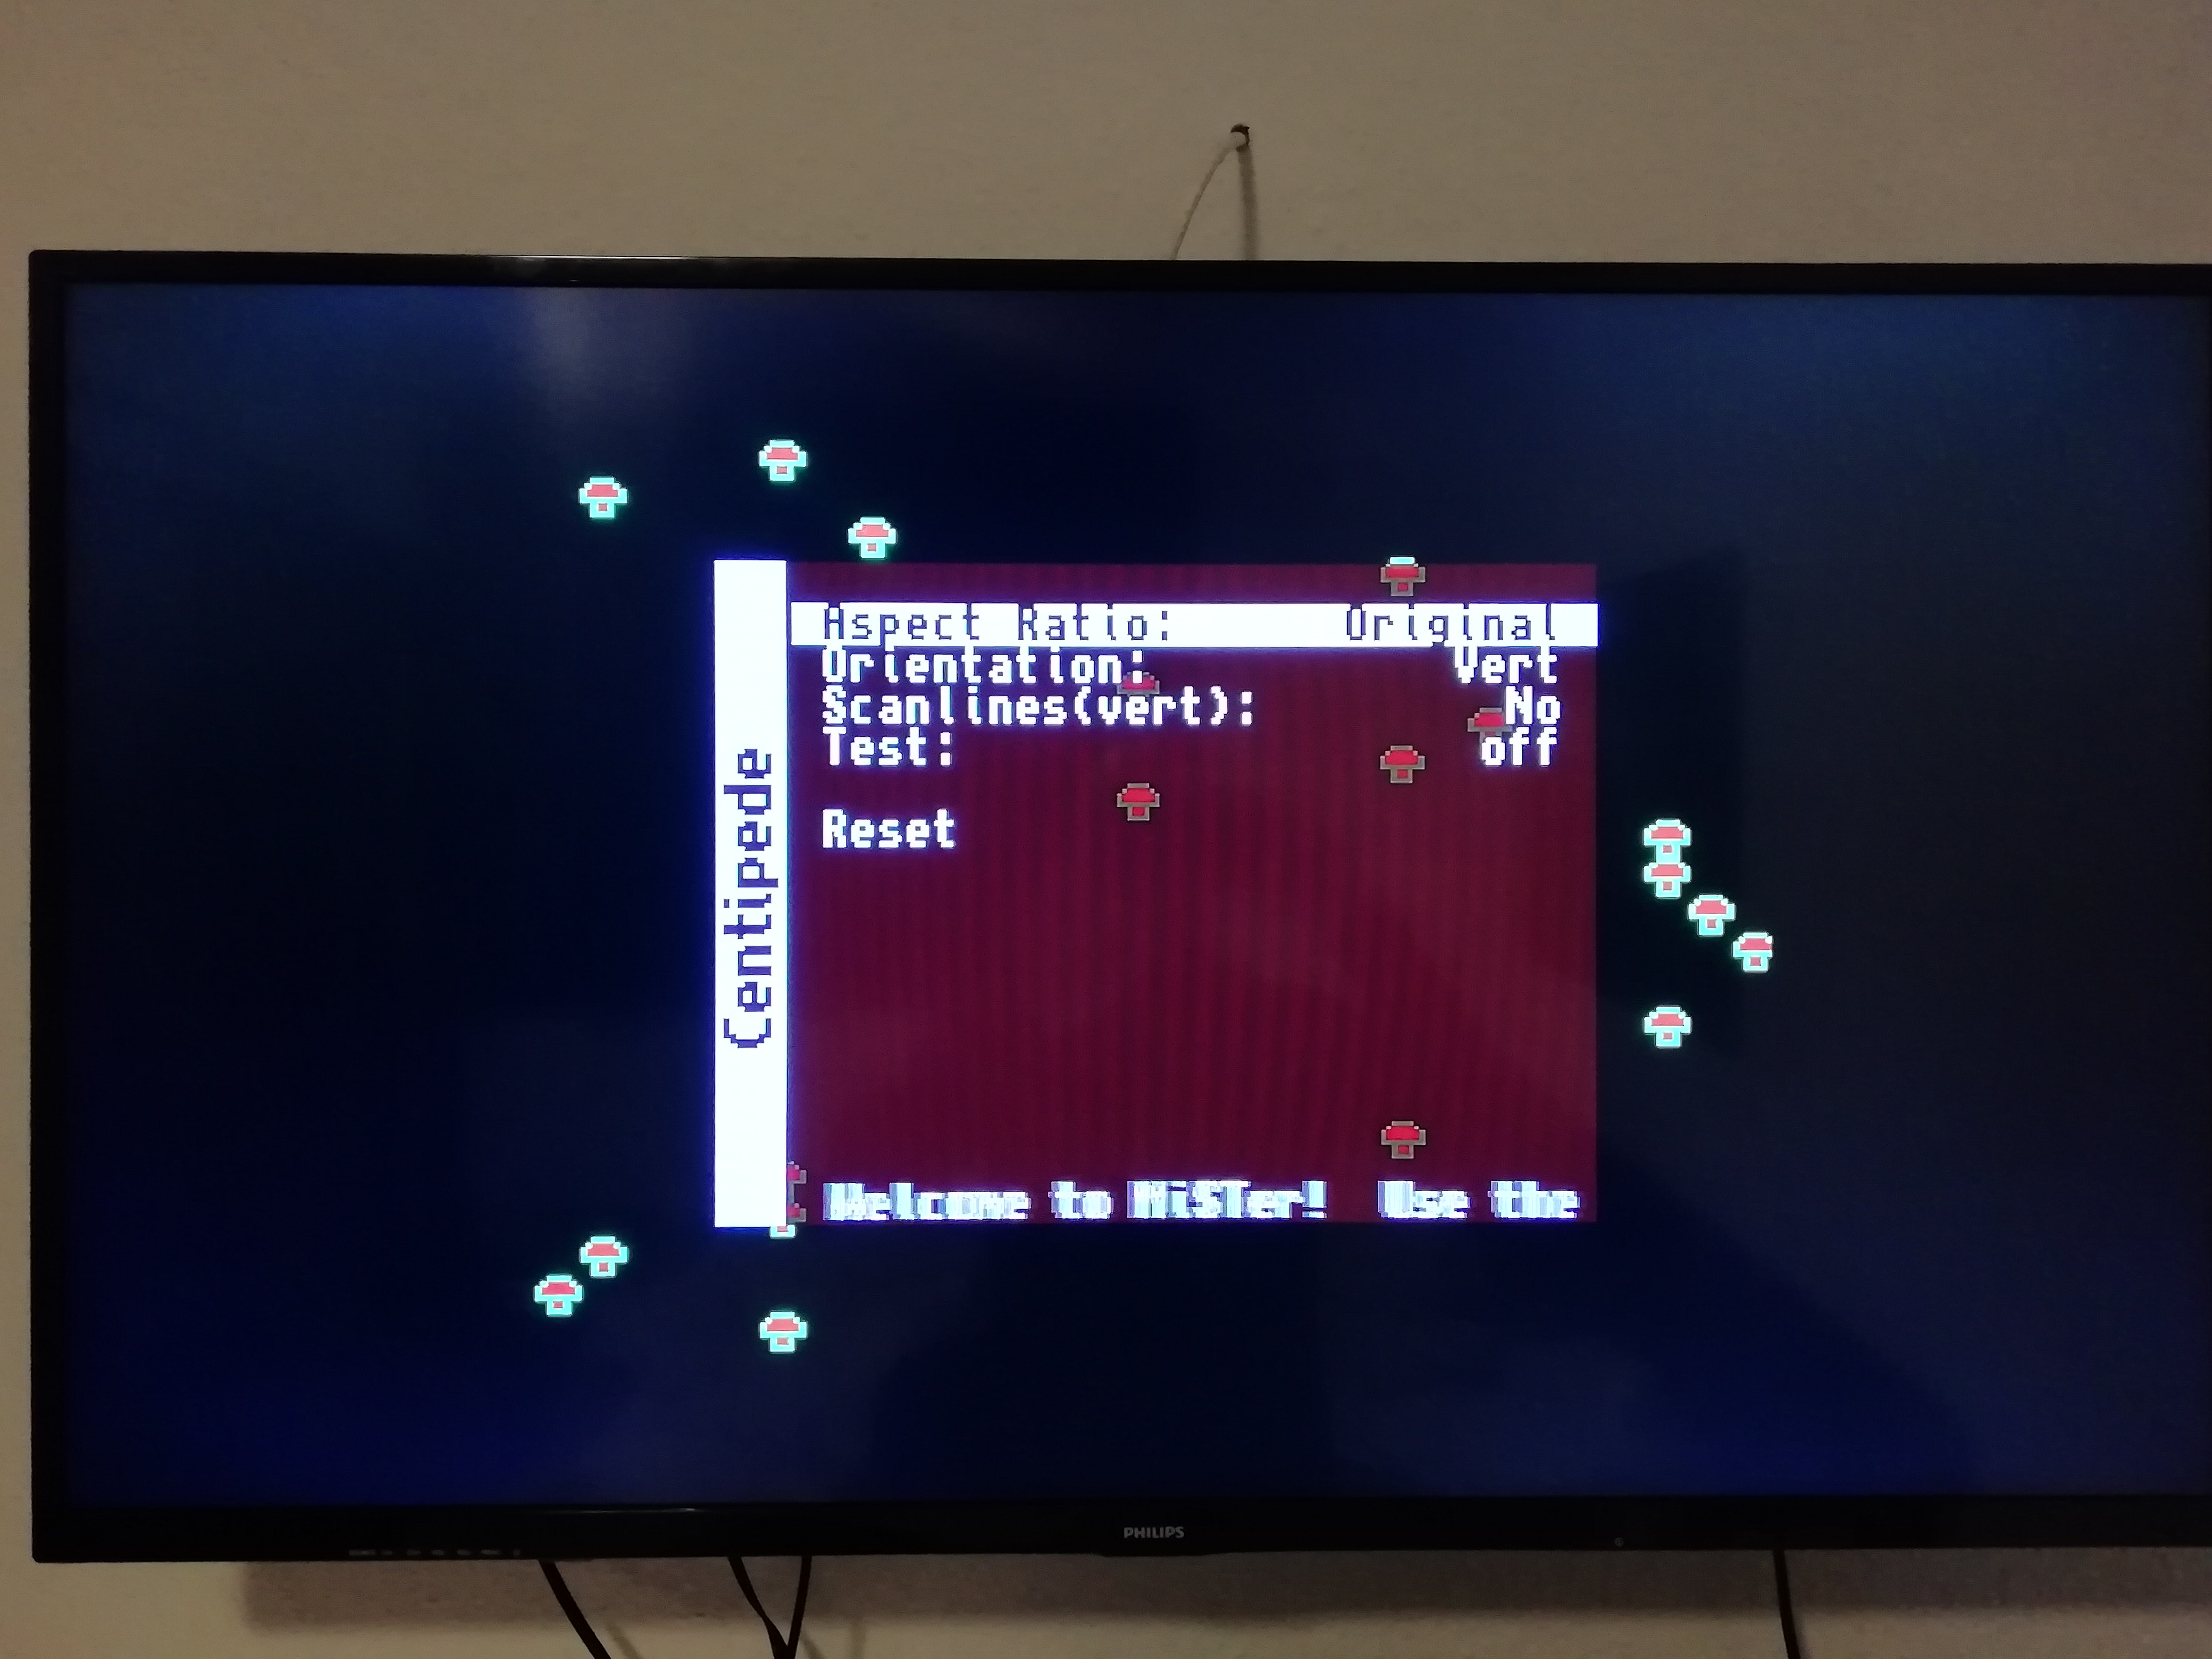 Centipede
Aspect Ratio: Original
Orientation: Vert
Scanlines(vert): No
Test: off
Reset
Welcome to MiSTer! Use the
PHILIPS